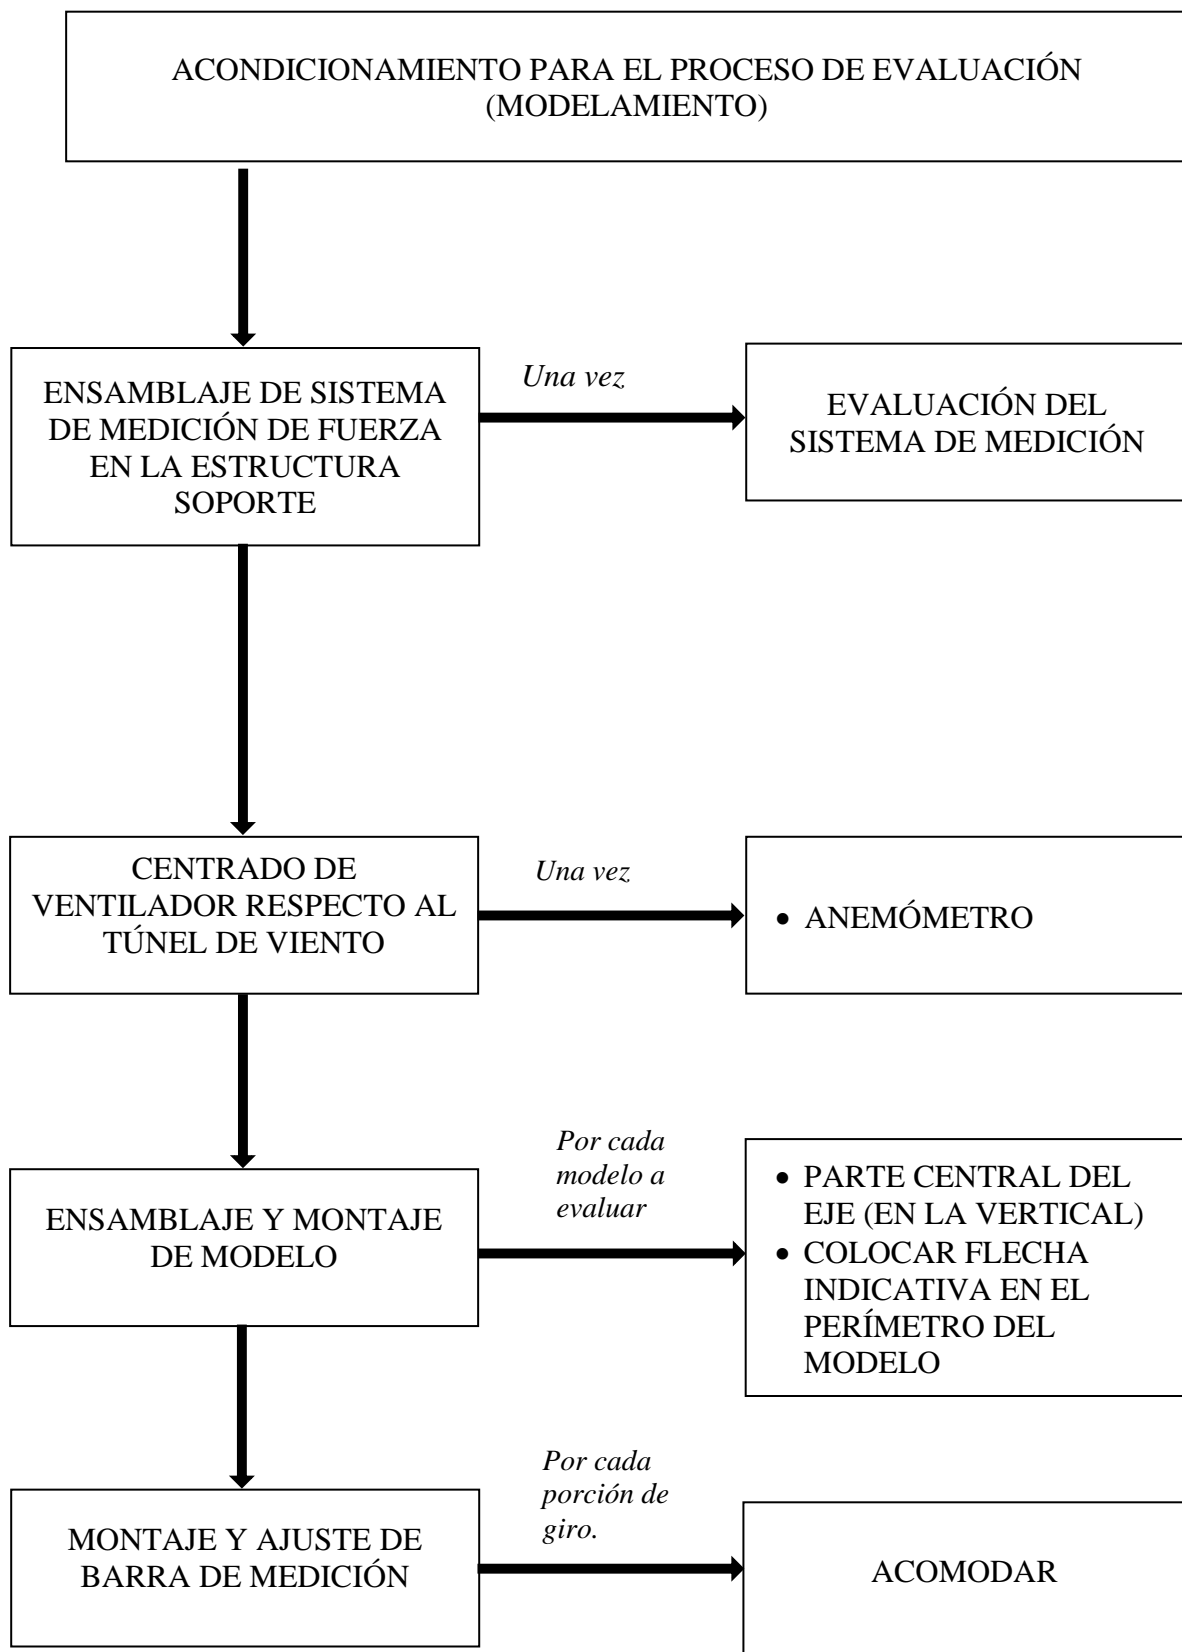 ACONDICIONAMIENTO PARA EL PROCESO DE EVALUACIÓN
(MODELAMIENTO)
ENSAMBLAJE DE SISTEMA
DE MEDICIÓN DE FUERZA
EN LA ESTRUCTURA
SOPORTE
Una vez
EVALUACIÓN DEL
SISTEMA DE MEDICIÓN
CENTRADO DE
VENTILADOR RESPECTO AL
TÚNEL DE VIENTO
Una vez
• ANEMÓMETRO
ENSAMBLAJE Y MONTAJE
DE MODELO
Por cada
modelo a
evaluar
• PARTE CENTRAL DEL
EJE (EN LA VERTICAL)
• COLOCAR FLECHA
INDICATIVA EN EL
PERÍMETRO DEL
MODELO
MONTAJE Y AJUSTE DE
BARRA DE MEDICIÓN
Por cada
porción de
giro.
ACOMODAR